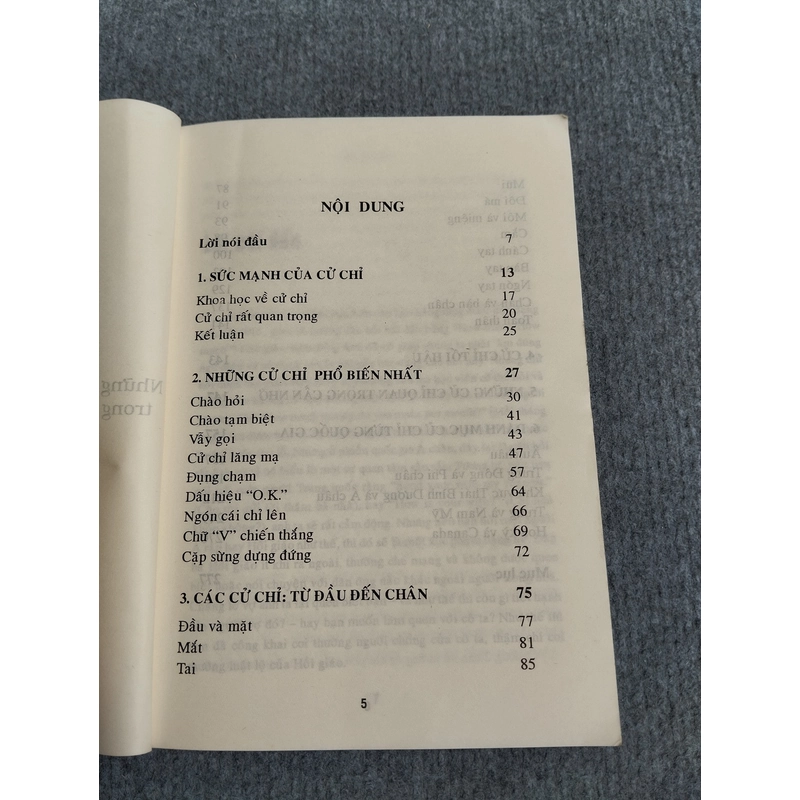 NỘI DUNG
Lời nói đầu 7
1. SỨC MẠNH CỦA CỬ CHỈ 13
Khoa học về cử chỉ 17
Cử chỉ rất quan trọng 20
Kết luận 25
2. NHỮNG CỬ CHỈ PHỔ BIẾN NHẤT 27
Chào hỏi 30
Chào tạm biệt 41
Vẫy gọi 43
Cử chỉ lăng mạ 47
Đụng chạm 57
Dấu hiệu “O.K.” 64
Ngón cái chỉ lên 66
Chữ “V” chiến thắng 69
Cặp sừng dựng đứng 72
3. CÁC CỬ CHỈ: TỪ ĐẦU ĐẾN CHÂN 75
Đầu và mặt 77
Mắt 81
Tai 85
5